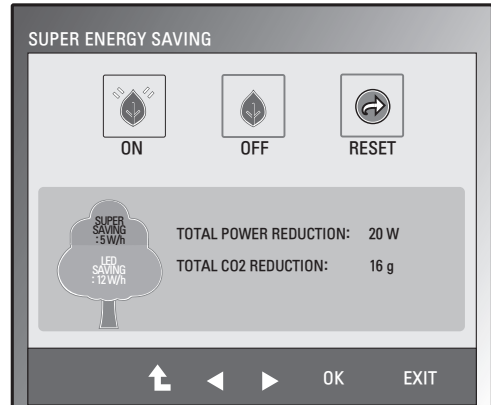 SUPER ENERGY SAVING
ON OFF RESET
SUPER
SAVING
: 5 W/h
LED
SAVING
: 12 W/h
TOTAL POWER REDUCTION: 20 W
TOTAL CO2 REDUCTION: 16 g
OK EXIT